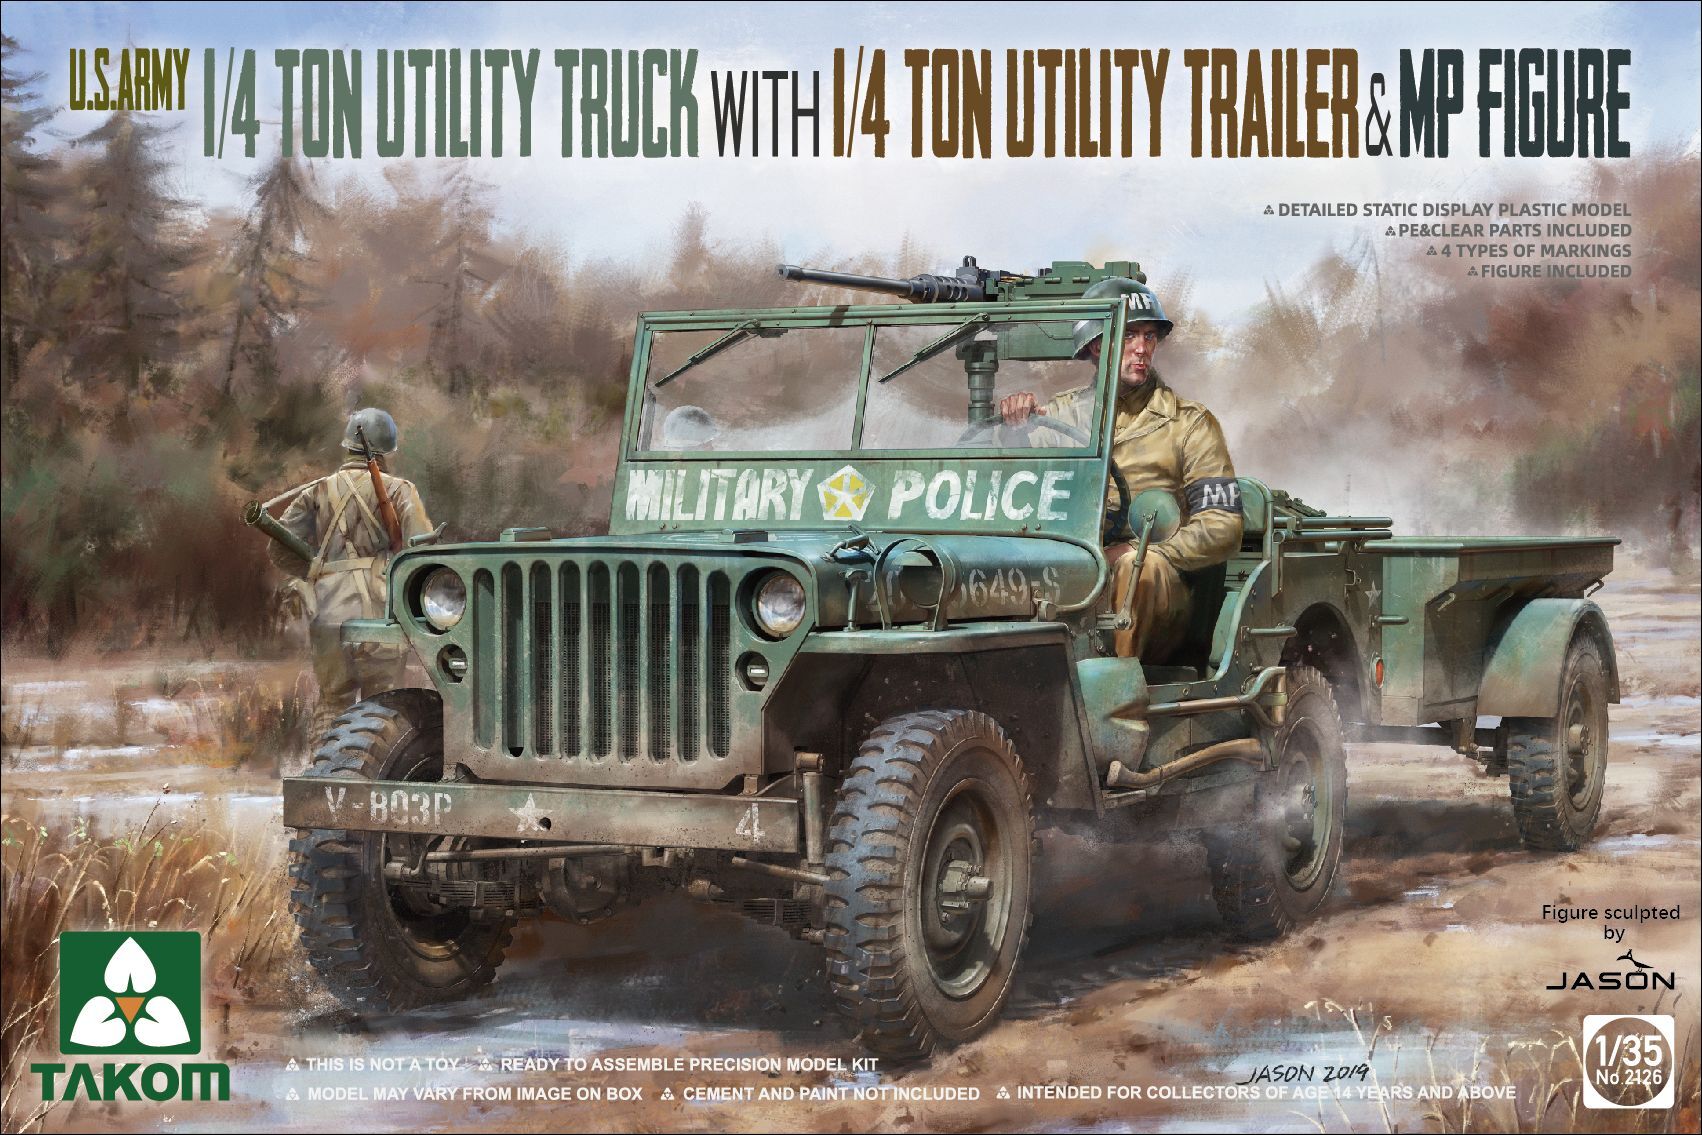 U.S.ARMY 1/4 TON UTILITY TRUCK WITH 1/4 TON UTILITY TRAILER & MP FIGURE
DETAILED STATIC DISPLAY PLASTIC MODEL
PE&CLEAR PARTS INCLUDED
4 TYPES OF MARKINGS
FIGURE INCLUDED
MP
MILITARY POLICE
MP
649-S
V-803P
4
Figure sculpted
by
JASON
TAKOM
THIS IS NOT A TOY READY TO ASSEMBLE PRECISION MODEL KIT
MODEL MAY VARY FROM IMAGE ON BOX CEMENT AND PAINT NOT INCLUDED INTENDED FOR COLLECTORS OF AGE 14 YEARS AND ABOVE
JASON 2019
1/35
No.2126